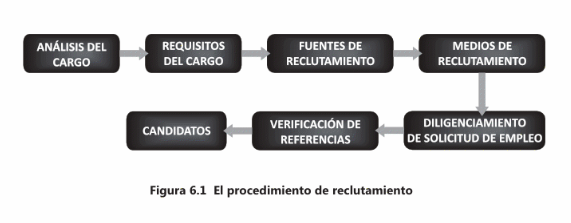 ANÁLISIS DEL
CARGO
REQUISITOS
DEL CARGO
FUENTES DE
RECLUTAMIENTO
MEDIOS DE
RECLUTAMIENTO
DILIGENCIAMIENTO
DE SOLICITUD DE EMPLEO
VERIFICACIÓN DE
REFERENCIAS
CANDIDATOS
Figura 6.1 El procedimiento de reclutamiento